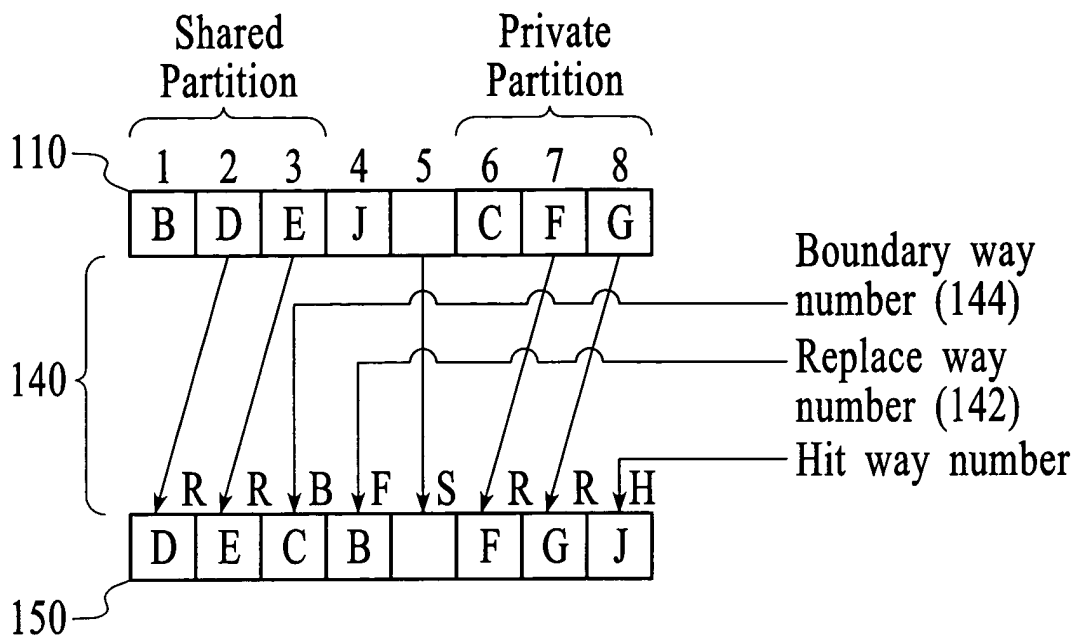 Shared Partition
Private Partition
110
1 2 3 4 5 6 7 8
B D E J C F G
Boundary way
number (144)
Replace way
number (142)
Hit way number
140
R R B F S R R H
D E C B F G J
150